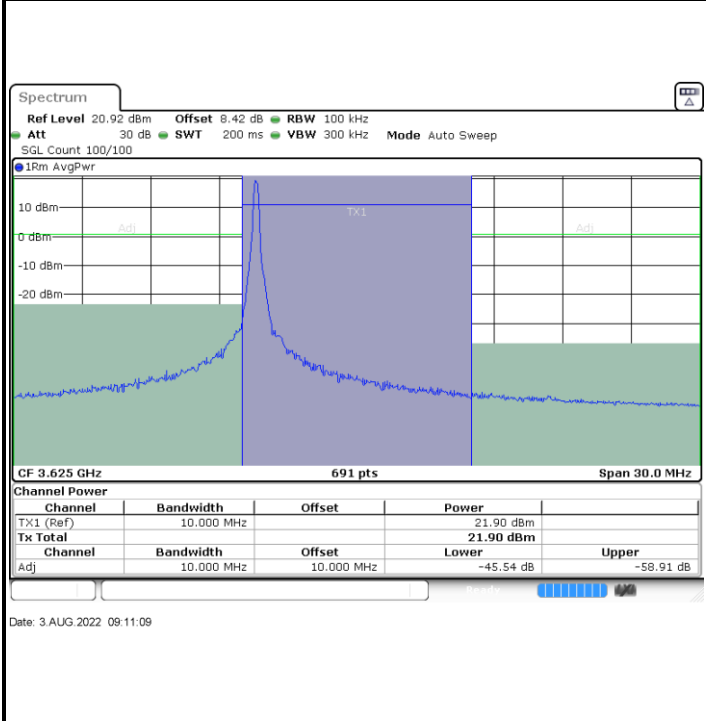 Spectrum
Ref Level 20.92 dBm Offset 8.42 dB RBW 100 kHz
Att 30 dB SWT 200 ms VBW 300 kHz Mode Auto Sweep
SGL Count 100/100
1Rm AvgPwr
10 dBm
TX1
Adj Adj
0 dBm
-10 dBm
-20 dBm
CF 3.625 GHz 691 pts Span 30.0 MHz
Channel Power
Channel Bandwidth Offset Power
TX1 (Ref) 10.000 MHz 21.90 dBm
Tx Total 21.90 dBm
Channel Bandwidth Offset Lower Upper
Adj 10.000 MHz 10.000 MHz -45.54 dB -58.91 dB
Ready
Date: 3.AUG.2022 09:11:09